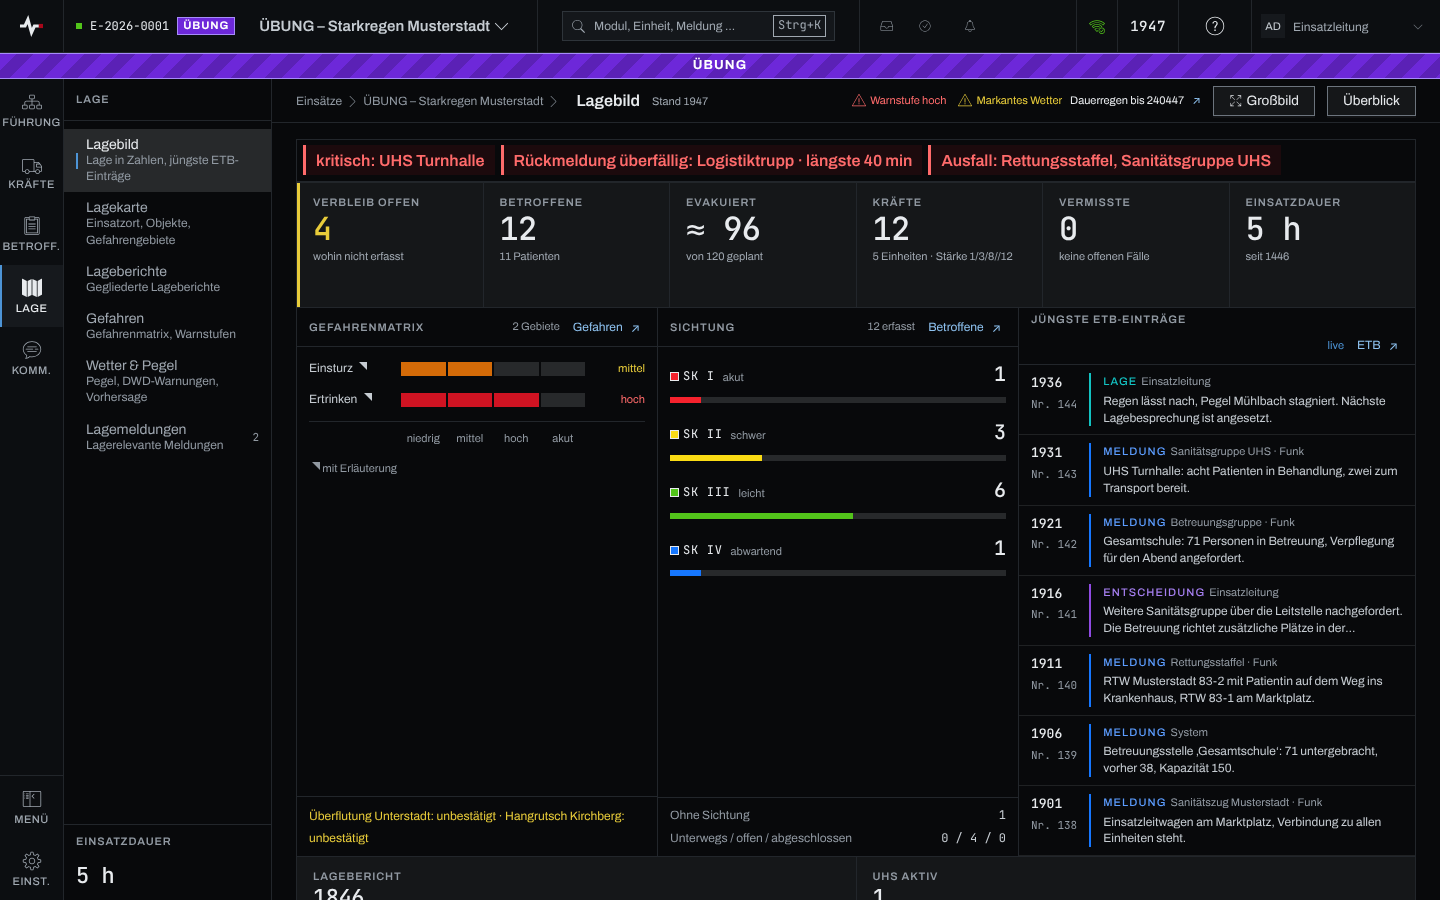 E-2026-0001 ÜBUNG
ÜBUNG – Starkregen Musterstadt
Modul, Einheit, Meldung ... Strg+K
1947
?
AD Einsatzleitung
ÜBUNG
FÜHRUNG
KRÄFTE
BETROFF.
LAGE
KOMM.
MENÜ
EINST.
LAGE
Lagebild
Lage in Zahlen, jüngste ETB-
Einträge
Lagekarte
Einsatzort, Objekte,
Gefahrengebiete
Lageberichte
Gegliederte Lageberichte
Gefahren
Gefahrenmatrix, Warnstufen
Wetter & Pegel
Pegel, DWD-Warnungen,
Vorhersage
Lagemeldungen
Lagerelevante Meldungen 2
EINSATZDAUER
5 h
Einsätze > ÜBUNG – Starkregen Musterstadt > Lagebild Stand 1947
Warnstufe hoch Markantes Wetter Dauerregen bis 240447 ↗
Großbild
Überblick
kritisch: UHS Turnhalle
Rückmeldung überfällig: Logistiktrupp · längste 40 min
Ausfall: Rettungsstaffel, Sanitätsgruppe UHS
VERBLEIB OFFEN
4
wohin nicht erfasst
BETROFFENE
12
11 Patienten
EVAKUIERT
≈ 96
von 120 geplant
KRÄFTE
12
5 Einheiten · Stärke 1/3/8//12
VERMISSTE
0
keine offenen Fälle
EINSATZDAUER
5 h
seit 1446
GEFAHRENMATRIX 2 Gebiete Gefahren ↗
Einsturz mittel
Ertrinken hoch
niedrig mittel hoch akut
mit Erläuterung
Überflutung Unterstadt: unbestätigt · Hangrutsch Kirchberg:
unbestätigt
SICHTUNG 12 erfasst Betroffene ↗
SK I akut 1
SK II schwer 3
SK III leicht 6
SK IV abwartend 1
Ohne Sichtung 1
Unterwegs / offen / abgeschlossen 0 / 4 / 0
JÜNGSTE ETB-EINTRÄGE
live ETB ↗
1936 LAGE Einsatzleitung
Nr. 144 Regen lässt nach, Pegel Mühlbach stagniert. Nächste
Lagebesprechung ist angesetzt.
1931 MELDUNG Sanitätsgruppe UHS · Funk
Nr. 143 UHS Turnhalle: acht Patienten in Behandlung, zwei zum
Transport bereit.
1921 MELDUNG Betreuungsgruppe · Funk
Nr. 142 Gesamtschule: 71 Personen in Betreuung, Verpflegung
für den Abend angefordert.
1916 ENTSCHEIDUNG Einsatzleitung
Nr. 141 Weitere Sanitätsgruppe über die Leitstelle nachgefordert.
Die Betreuung richtet zusätzliche Plätze in der...
1911 MELDUNG Rettungsstaffel · Funk
Nr. 140 RTW Musterstadt 83-2 mit Patientin auf dem Weg ins
Krankenhaus, RTW 83-1 am Marktplatz.
1906 MELDUNG System
Nr. 139 Betreuungsstelle ‚Gesamtschule‘: 71 untergebracht,
vorher 38, Kapazität 150.
1901 MELDUNG Sanitätszug Musterstadt · Funk
Nr. 138 Einsatzleitwagen am Marktplatz, Verbindung zu allen
Einheiten steht.
LAGEBERICHT
1846
UHS AKTIV
1